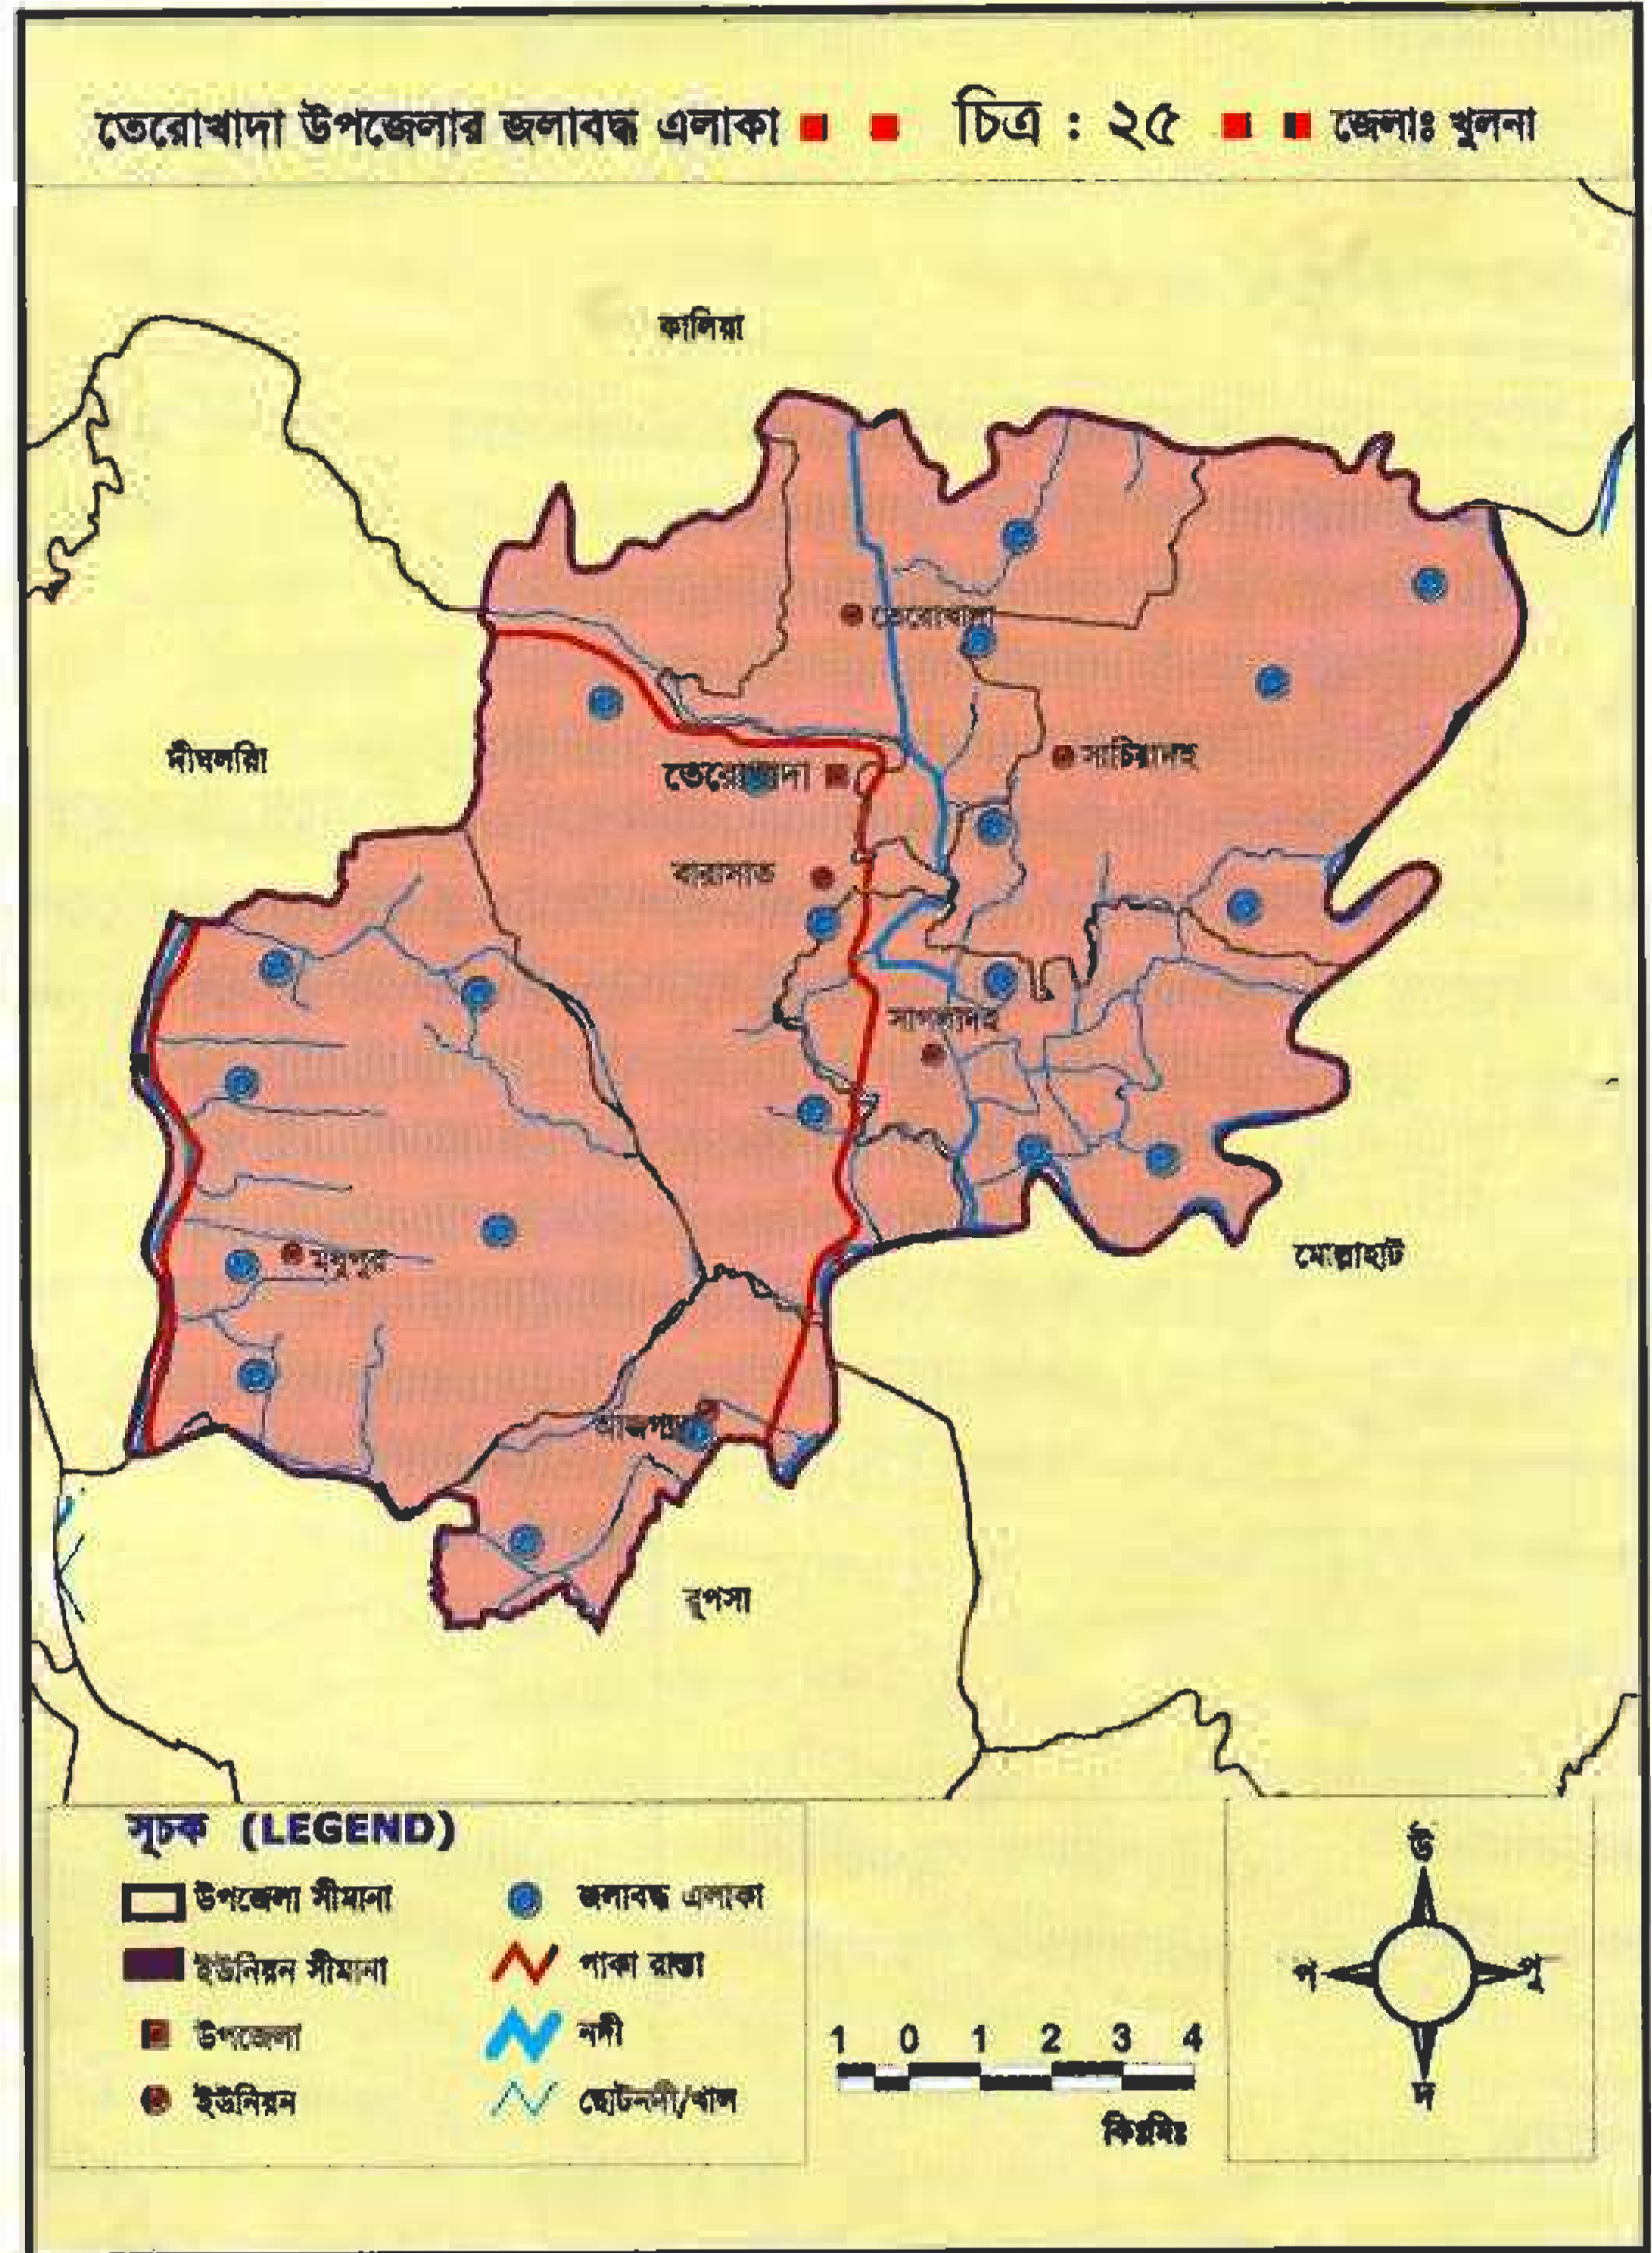 তেরোখাদা উপজেলার জলাবদ্ধ এলাকা চিত্র : ২৫ জেলাঃ খুলনা
কালিয়া
তেরোখাদা
দীঘলিয়া
সাচিয়াদহ
তেরোখাদা
বারাসাত
সাগলাদহ
মধুপুর
মোল্লাহাট
আজগড়া
রূপসা
সূচক (LEGEND)
উপজেলা সীমানা
ইউনিয়ন সীমানা
উপজেলা
ইউনিয়ন
জলাবদ্ধ এলাকা
পাকা রাস্তা
নদী
ছোটনদী/খাল
1 0 1 2 3 4
কিঃমিঃ
উ
প
পূ
দ